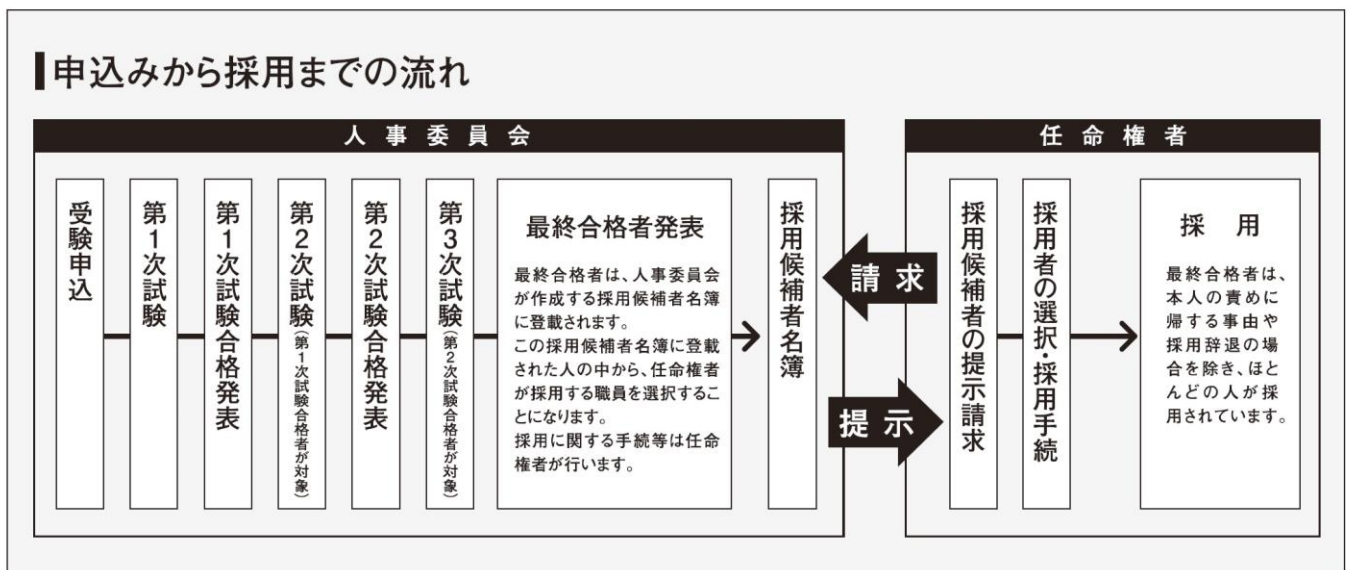 申込みから採用までの流れ
人事委員会
受験申込
第1次試験
第1次試験合格発表
第2次試験(第1次試験合格者が対象)
第2次試験合格発表
第3次試験(第2次試験合格者が対象)
最終合格者発表
最終合格者は、人事委員会
が作成する採用候補者名簿
に登載されます。
この採用候補者名簿に登載
された人の中から、任命権者
が採用する職員を選択するこ
とになります。
採用に関する手続等は任命
権者が行います。
採用候補者名簿
請求
提示
任命権者
採用候補者の提示請求
採用者の選択・採用手続
採用
最終合格者は、
本人の責めに
帰する事由や
採用辞退の場
合を除き、ほと
んどの人が採
用されています。